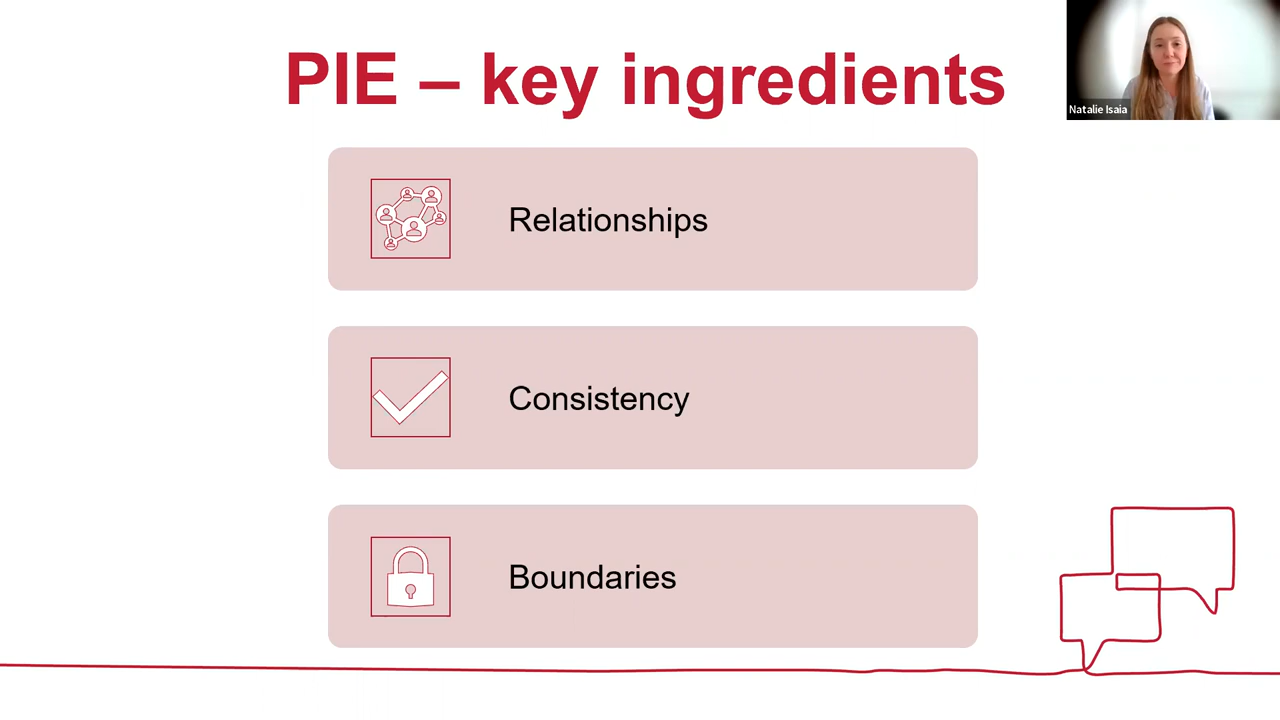 PIE – key ingredients
Natalie Isaia
Relationships
Consistency
Boundaries